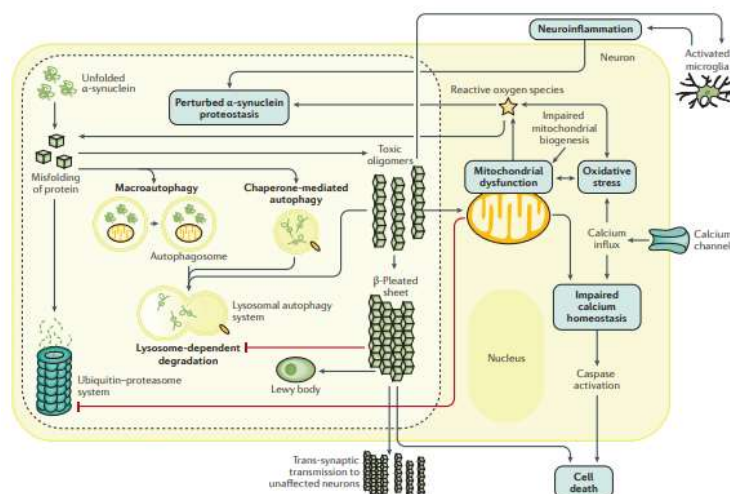 Neuroinflammation
Neuron
Activated
microglia
Unfolded
α-synuclein
Perturbed α-synuclein
proteostasis
Reactive oxygen species
Impaired
mitochondrial
biogenesis
Toxic
oligomers
Misfolding
of protein
Macroautophagy
Chaperone-mediated
autophagy
Mitochondrial
dysfunction
Oxidative
stress
Autophagosome
Calcium
influx
Calcium
channel
β-Pleated
sheet
Lysosomal autophagy
system
Impaired
calcium
homeostasis
Lysosome-dependent
degradation
Nucleus
Ubiquitin–proteasome
system
Lewy body
Caspase
activation
Trans-synaptic
transmission to
unaffected neurons
Cell
death